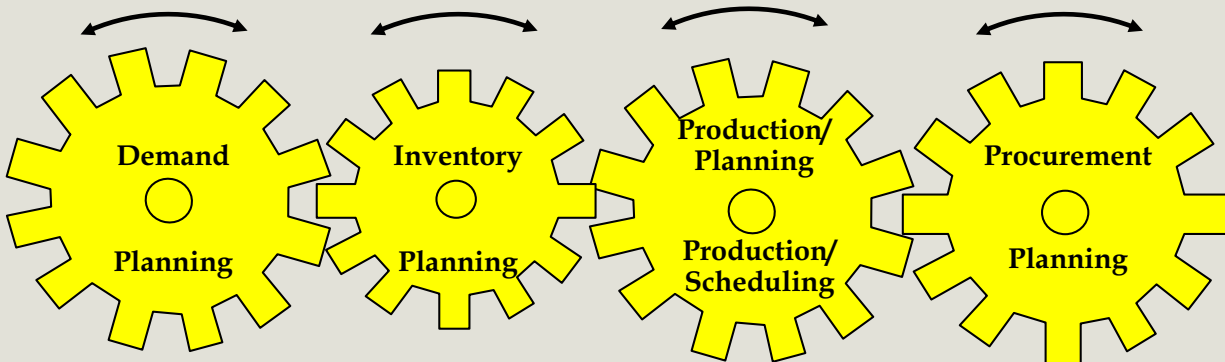 Demand
Planning
Inventory
Planning
Production/
Planning
Production/
Scheduling
Procurement
Planning